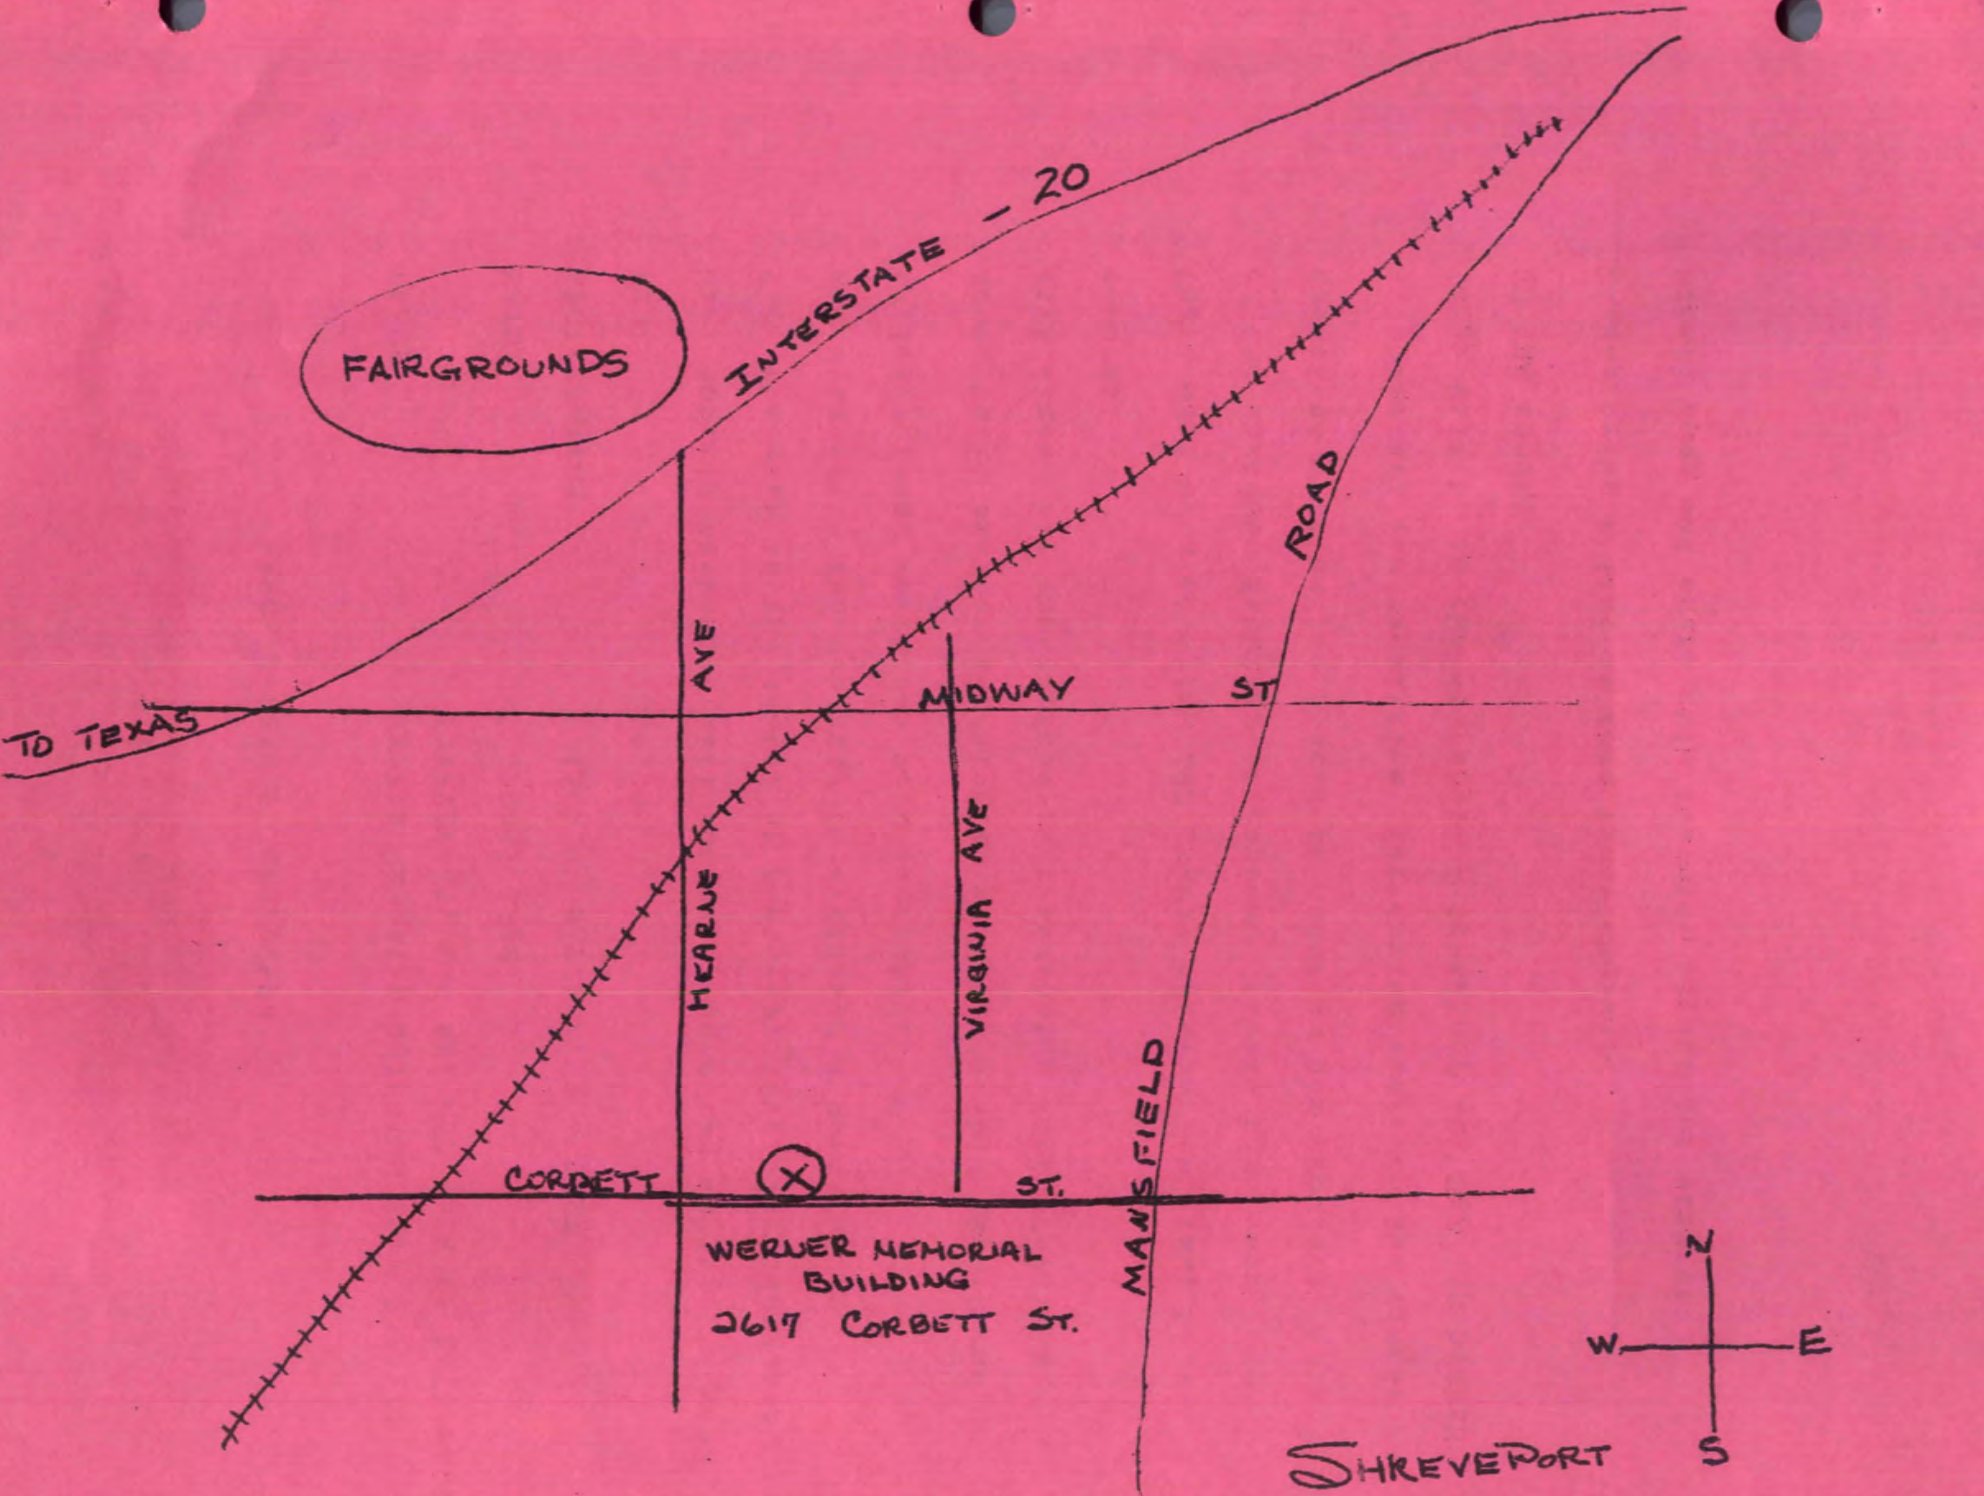 INTERSTATE - 20
FAIRGROUNDS
ROAD
AVE
MIDWAY ST
TO TEXAS
VIRGINIA AVE
HEARNE
MANSFIELD
CORBETT ST.
WERNER MEMORIAL
BUILDING
2617 CORBETT ST.
N
W E
S
SHREVEPORT